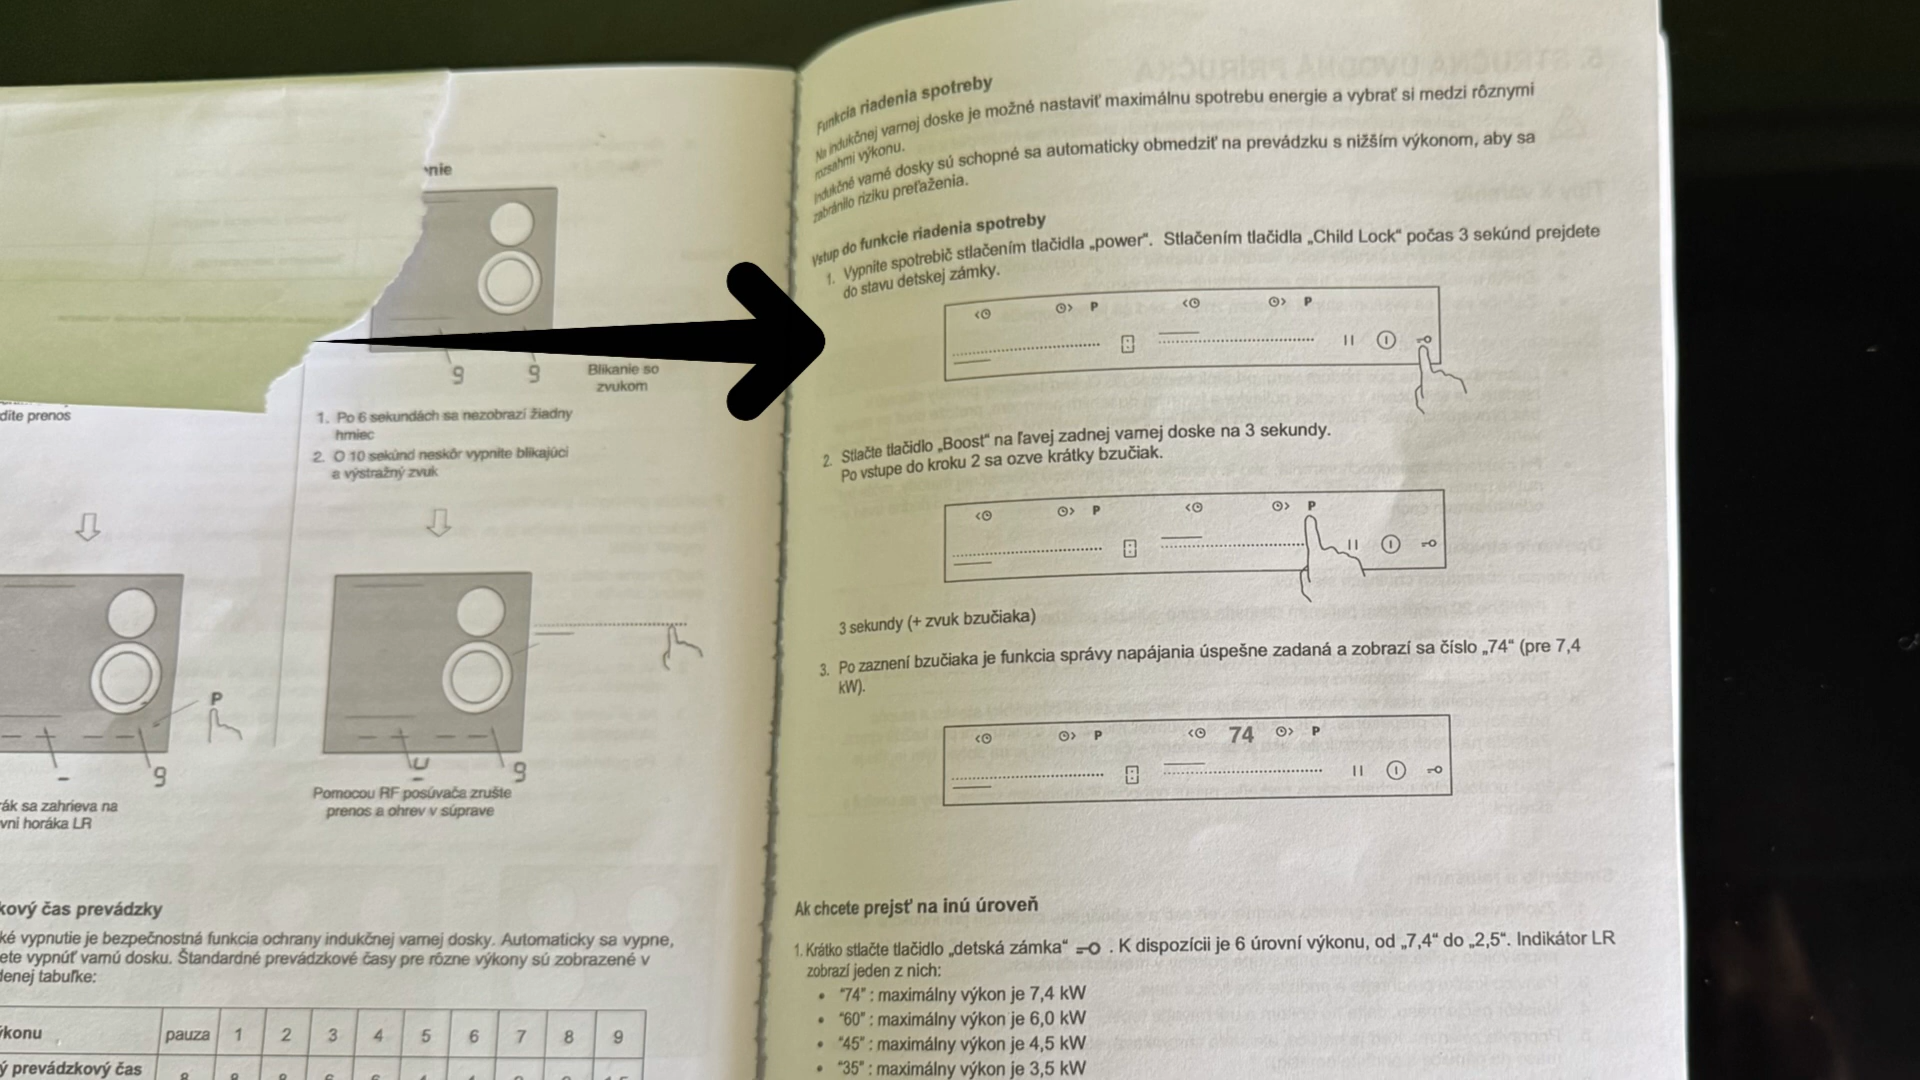 nie
g
g
Blikanie so
zvukom
díte prenos
1. Po 6 sekundách sa nezobrazí žiadny
hrniec
2. O 10 sekúnd neskôr vypnite blikajúci
a výstražný zvuk
P
g
g
ák sa zahrieva na
vni horáka LR
Pomocou RF posúvača zrušte
prenos a ohrev v súprave
kový čas prevádzky
ké vypnutie je bezpečnostná funkcia ochrany indukčnej varnej dosky. Automaticky sa vypne,
ete vypnúť varnú dosku. Štandardné prevádzkové časy pre rôzne výkony sú zobrazené v
denej tabuľke:
ýkonu pauza 1 2 3 4 5 6 7 8 9
ý prevádzkový čas
Funkcia riadenia spotreby
Na indukčnej varnej doske je možné nastaviť maximálnu spotrebu energie a vybrať si medzi rôznymi
rozsahmi výkonu.
Indukčné varné dosky sú schopné sa automaticky obmedziť na prevádzku s nižším výkonom, aby sa
zabránilo riziku preťaženia.
Vstup do funkcie riadenia spotreby
1. Vypnite spotrebič stlačením tlačidla „power“. Stlačením tlačidla „Child Lock“ počas 3 sekúnd prejdete
do stavu detskej zámky.
P P
2. Stlačte tlačidlo „Boost“ na ľavej zadnej varnej doske na 3 sekundy.
Po vstupe do kroku 2 sa ozve krátky bzučiak.
P P
3 sekundy (+ zvuk bzučiaka)
3. Po zaznení bzučiaka je funkcia správy napájania úspešne zadaná a zobrazí sa číslo „74“ (pre 7,4
kW).
P 74 P
Ak chcete prejsť na inú úroveň
1. Krátko stlačte tlačidlo „detská zámka“ . K dispozícii je 6 úrovní výkonu, od „7,4“ do „2,5“. Indikátor LR
zobrazí jeden z nich:
• “74” : maximálny výkon je 7,4 kW
• “60” : maximálny výkon je 6,0 kW
• “45” : maximálny výkon je 4,5 kW
• “35” : maximálny výkon je 3,5 kW